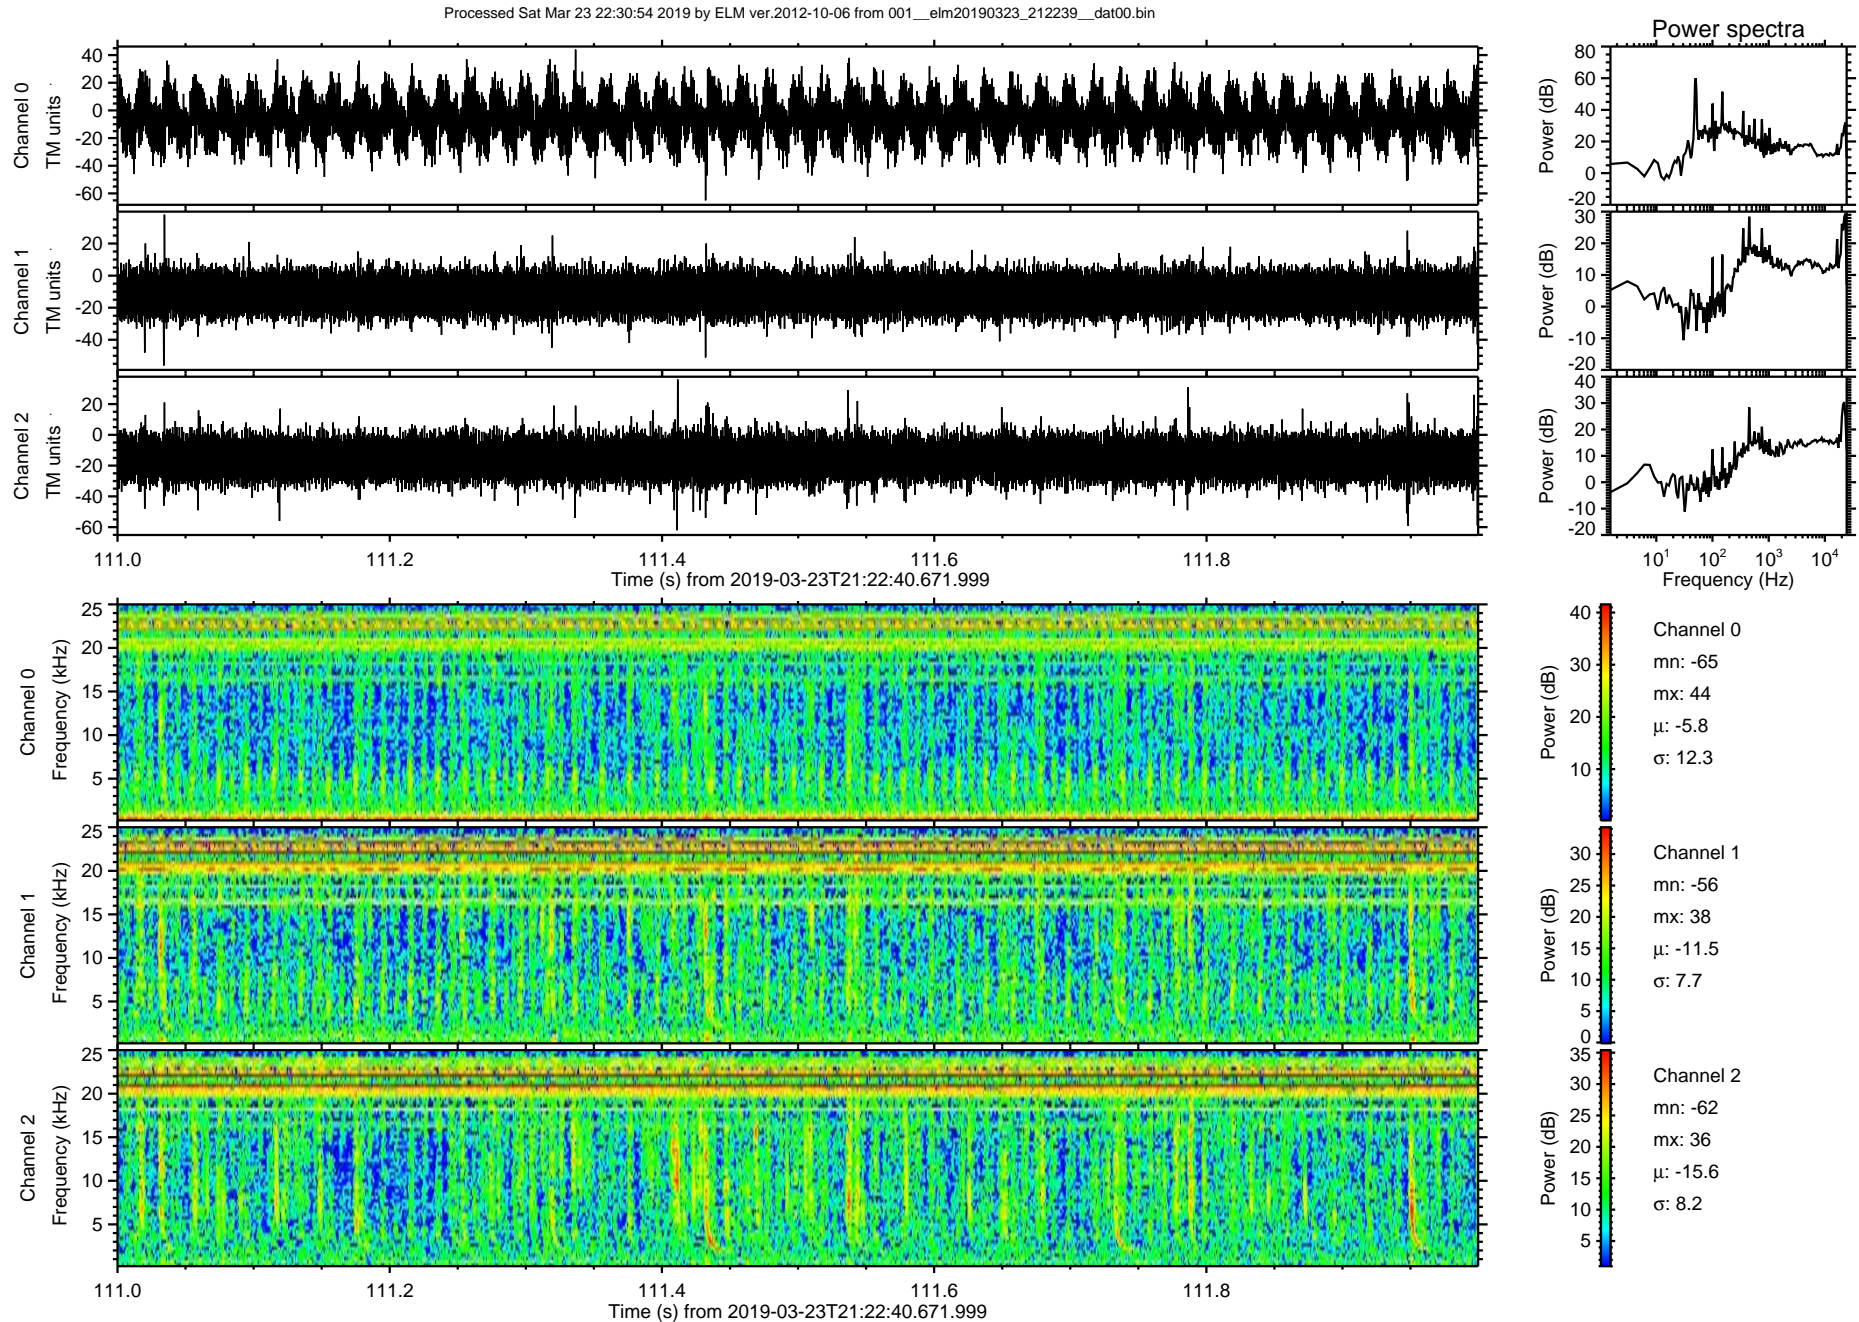 Processed Sat Mar 23 22:30:54 2019 by ELM ver.2012-10-06 from 001__elm20190323_212239__dat00.bin
Power spectra
Channel 0
TM units
40
20
0
-20
-40
-60
Power (dB)
80
60
40
20
0
-20
Channel 1
TM units
20
0
-20
-40
Power (dB)
30
20
10
0
-10
-20
Channel 2
TM units
20
0
-20
-40
-60
Power (dB)
40
30
20
10
0
-10
-20
111.0 111.2 111.4 111.6 111.8
Time (s) from 2019-03-23T21:22:40.671.999
10¹ 10² 10³ 10⁴
Frequency (Hz)
Channel 0
Frequency (kHz)
25
20
15
10
5
Power (dB)
40
30
20
10
Channel 0
mn: -65
mx: 44
µ: -5.8
σ: 12.3
Channel 1
Frequency (kHz)
25
20
15
10
5
Power (dB)
30
25
20
15
10
5
0
Channel 1
mn: -56
mx: 38
µ: -11.5
σ: 7.7
Channel 2
Frequency (kHz)
25
20
15
10
5
Power (dB)
35
30
25
20
15
10
5
Channel 2
mn: -62
mx: 36
µ: -15.6
σ: 8.2
111.0 111.2 111.4 111.6 111.8
Time (s) from 2019-03-23T21:22:40.671.999